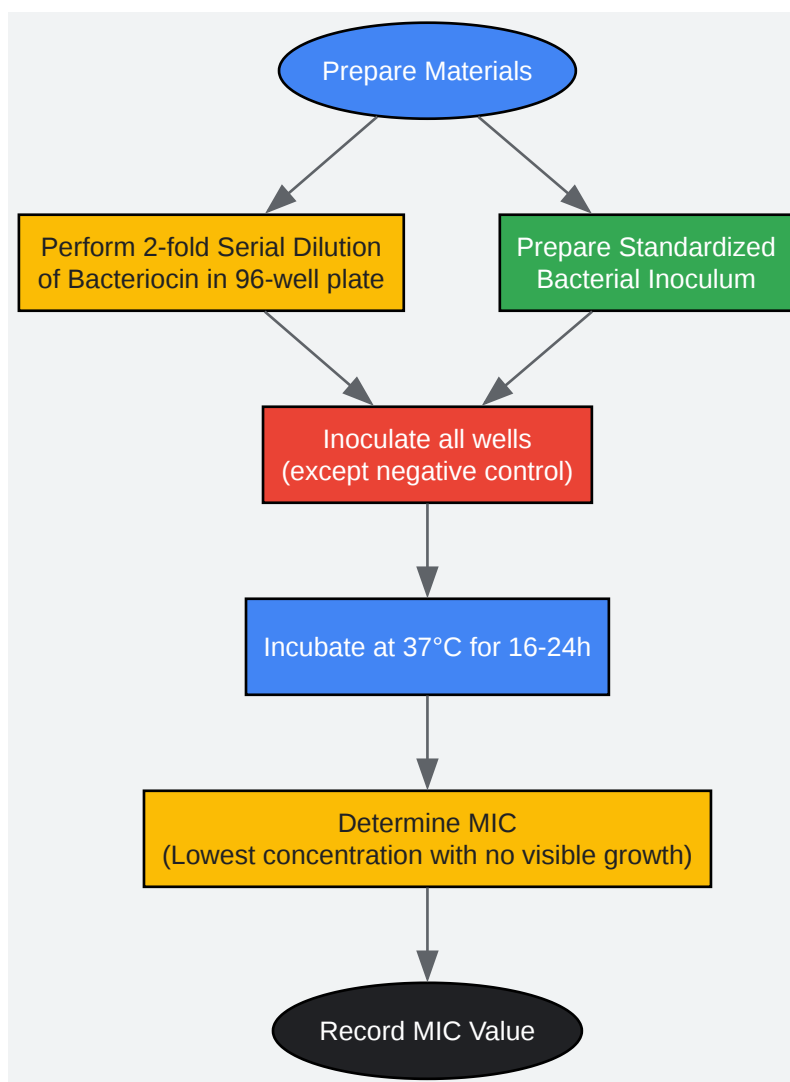 Prepare Materials
Perform 2-fold Serial Dilution
of Bacteriocin in 96-well plate
Prepare Standardized
Bacterial Inoculum
Inoculate all wells
(except negative control)
Incubate at 37°C for 16-24h
Determine MIC
(Lowest concentration with no visible growth)
Record MIC Value